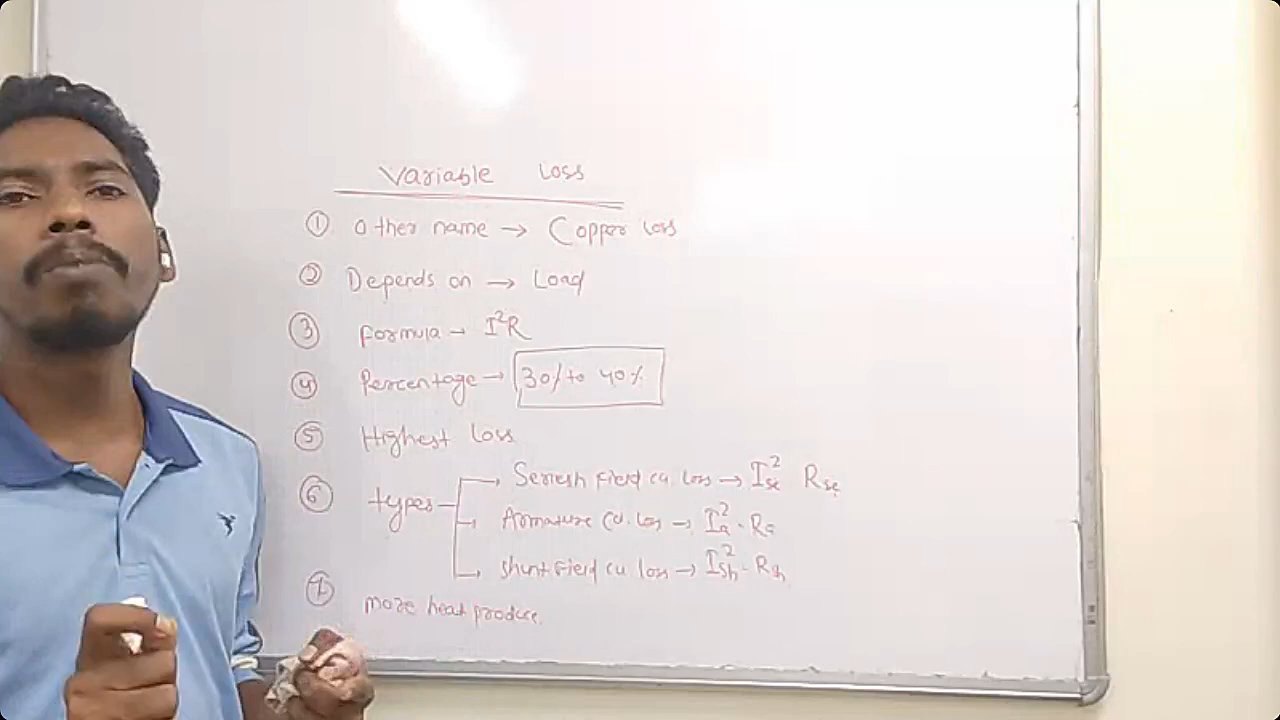 Variable Loss
① Other name → Copper Loss
② Depends on → Load
③ Formula → I²R
④ Percentage → 30% to 40%
⑤ Highest Loss
⑥ types
Seriesh Field cu. loss → I²se Rse
Armature Cu. loss → I²a · Ra
Shunt Field cu. loss → I²sh · Rsh
⑦ more heat produce.